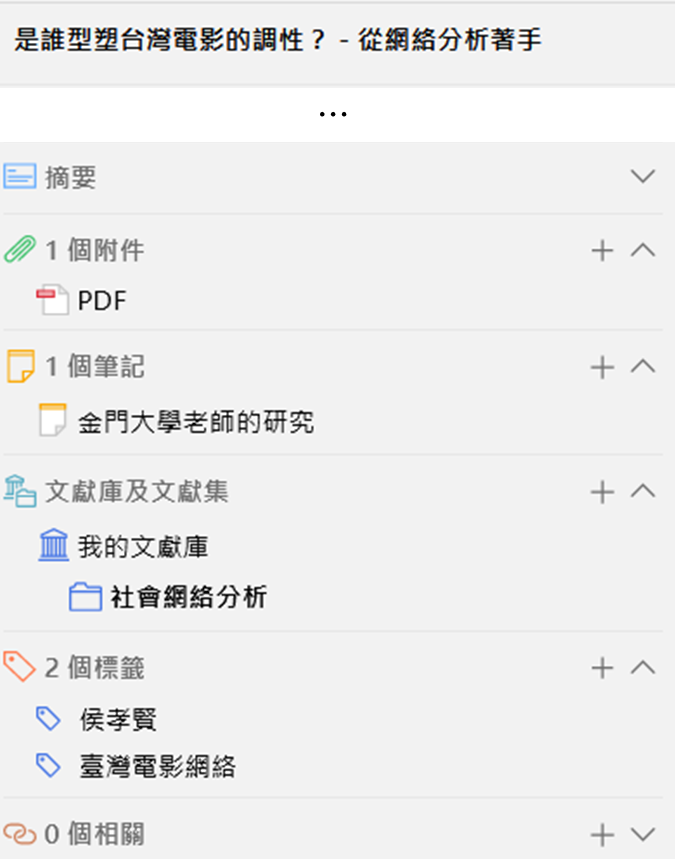 是誰型塑台灣電影的調性？ - 從網絡分析著手
...
摘要
1 個附件
PDF
1 個筆記
金門大學老師的研究
文獻庫及文獻集
我的文獻庫
社會網絡分析
2 個標籤
侯孝賢
臺灣電影網絡
0 個相關